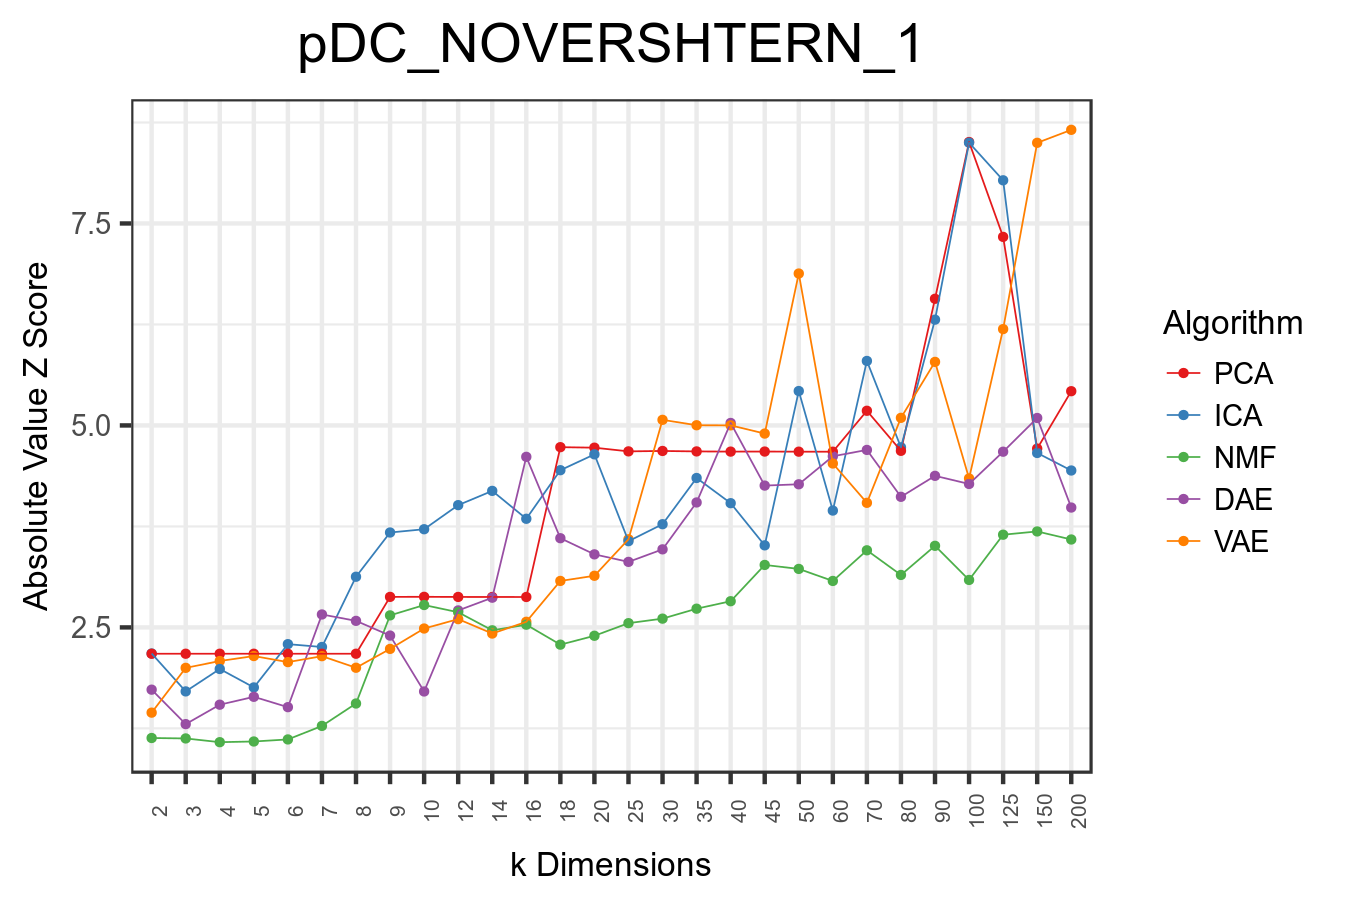 pDC_NOVERSHTERN_1
Absolute Value Z Score
7.5
5.0
2.5
2 3 4 5 6 7 8 9 10 12 14 16 18 20 25 30 35 40 45 50 60 70 80 90 100 125 150 200
k Dimensions
Algorithm
PCA
ICA
NMF
DAE
VAE